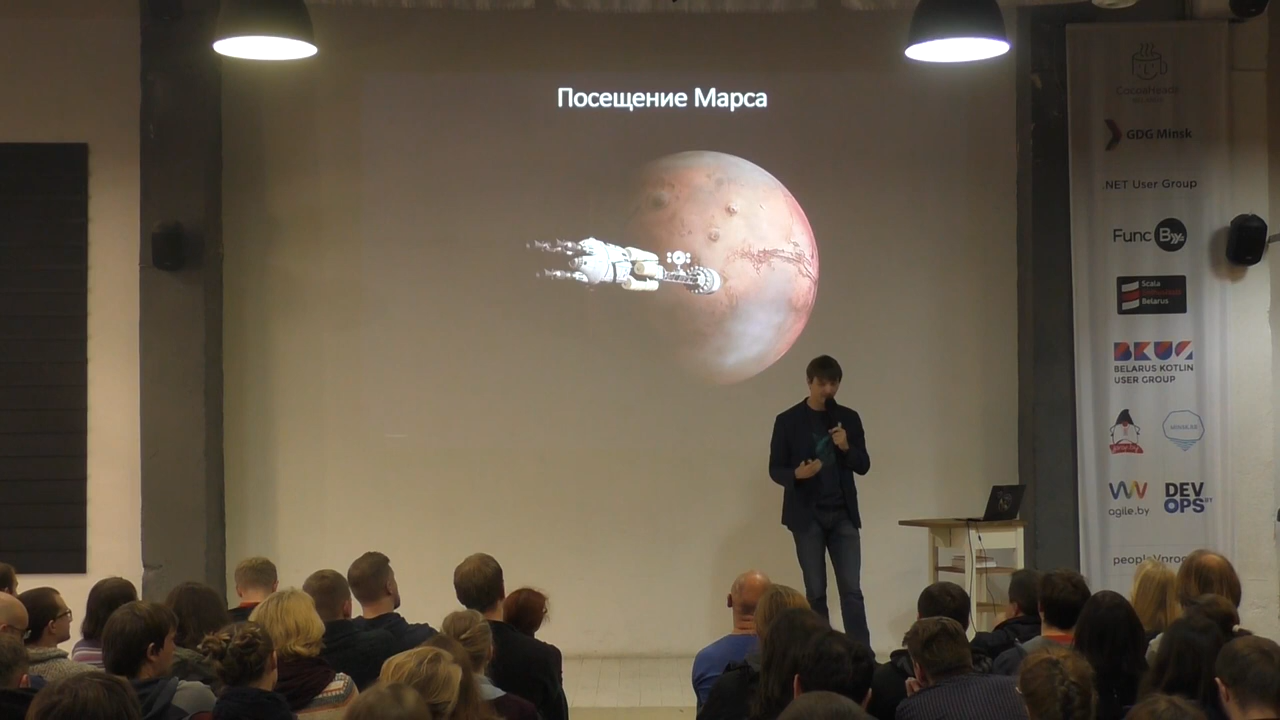 Посещение Марса
CocoaHeads
GDG Minsk
.NET User Group
Func By
Scala
Belarus
BKUG
BELARUS KOTLIN
USER GROUP
agile.by
DEV
OPS BY